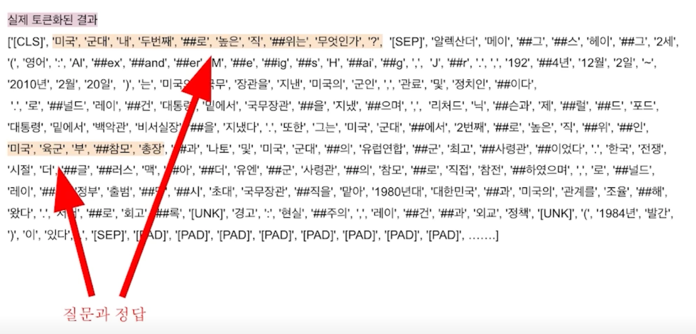 실제 토큰화된 결과
['[CLS]', '미국', '군대', '내', '두번째', '##로', '높은', '직', '##위는', '무엇인가', '?', '[SEP]', '알렉산더', '메이', '##그', '##스', '헤이', '##그', '2세',
'(', '영어', ':', 'Al', '##ex', '##and', '##er', 'M', '##e', '##ig', '##s', 'H', '##ai', '##g', ',', 'J', '##r', '.', ',', '192', '##4년', '12월', '2일', '~',
'2010년', '2월', '20일', ')', '는', '미국의', '국무', '장관을', '지낸', '미국의', '군인', ',', '관료', '및', '정치인', '##이다',
'.', '로', '##널드', '레이', '##건', '대통령', '밑에서', '국무장관', '##을', '지냈', '##으며', ',', '리처드', '닉', '##슨과', '제', '##럴', '##드', '포드',
'대통령', '밑에서', '백악관', '비서실장', '##을', '지냈다', '.', '또한', '그는', '미국', '군대', '##에서', '2번째', '##로', '높은', '직', '##위', '##인',
'미국', '육군', '부', '##참모', '총장', '##과', '나토', '및', '미국', '군대', '##의', '유럽연합', '##군', '최고', '##사령관', '##이었다', '.', '한국', '전쟁',
'시절', '더', '##글', '##러스', '맥', '##아', '##더', '유엔', '##군', '사령관', '##의', '참모', '##로', '직접', '참전', '##하였으며', ',', '로', '##널드',
레이', '정부', '출범', '##시', '초대', '국무장관', '##직을', '맡아', '1980년대', '대한민국', '##과', '미국의', '관계를', '조율', '##해',
왔다', '.', '##로', '회고', '##록', '[UNK]', '경고', ':', '현실', '##주의', ',', '레이', '##건', '##과', '외교', '정책', '[UNK]', '(', '1984년', '발간',
')', '이', '있다', '.', '[SEP]', '[PAD]', '[PAD]', '[PAD]', '[PAD]', '[PAD]', '[PAD]', '[PAD]', '[PAD]', …….]
질문과 정답